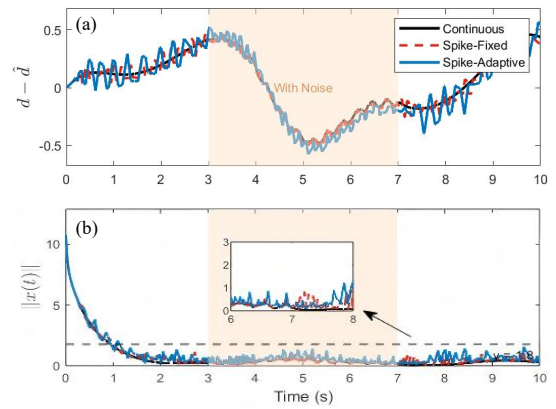 (a)
Continuous
Spike-Fixed
Spike-Adaptive
With Noise
d − d̂
0.5
0
-0.5
0 1 2 3 4 5 6 7 8 9 10
(b)
||x(t)||
10
5
0
3
2
1
0
6 7 8
0 1 2 3 4 5 6 7 8 9 10
Time (s)